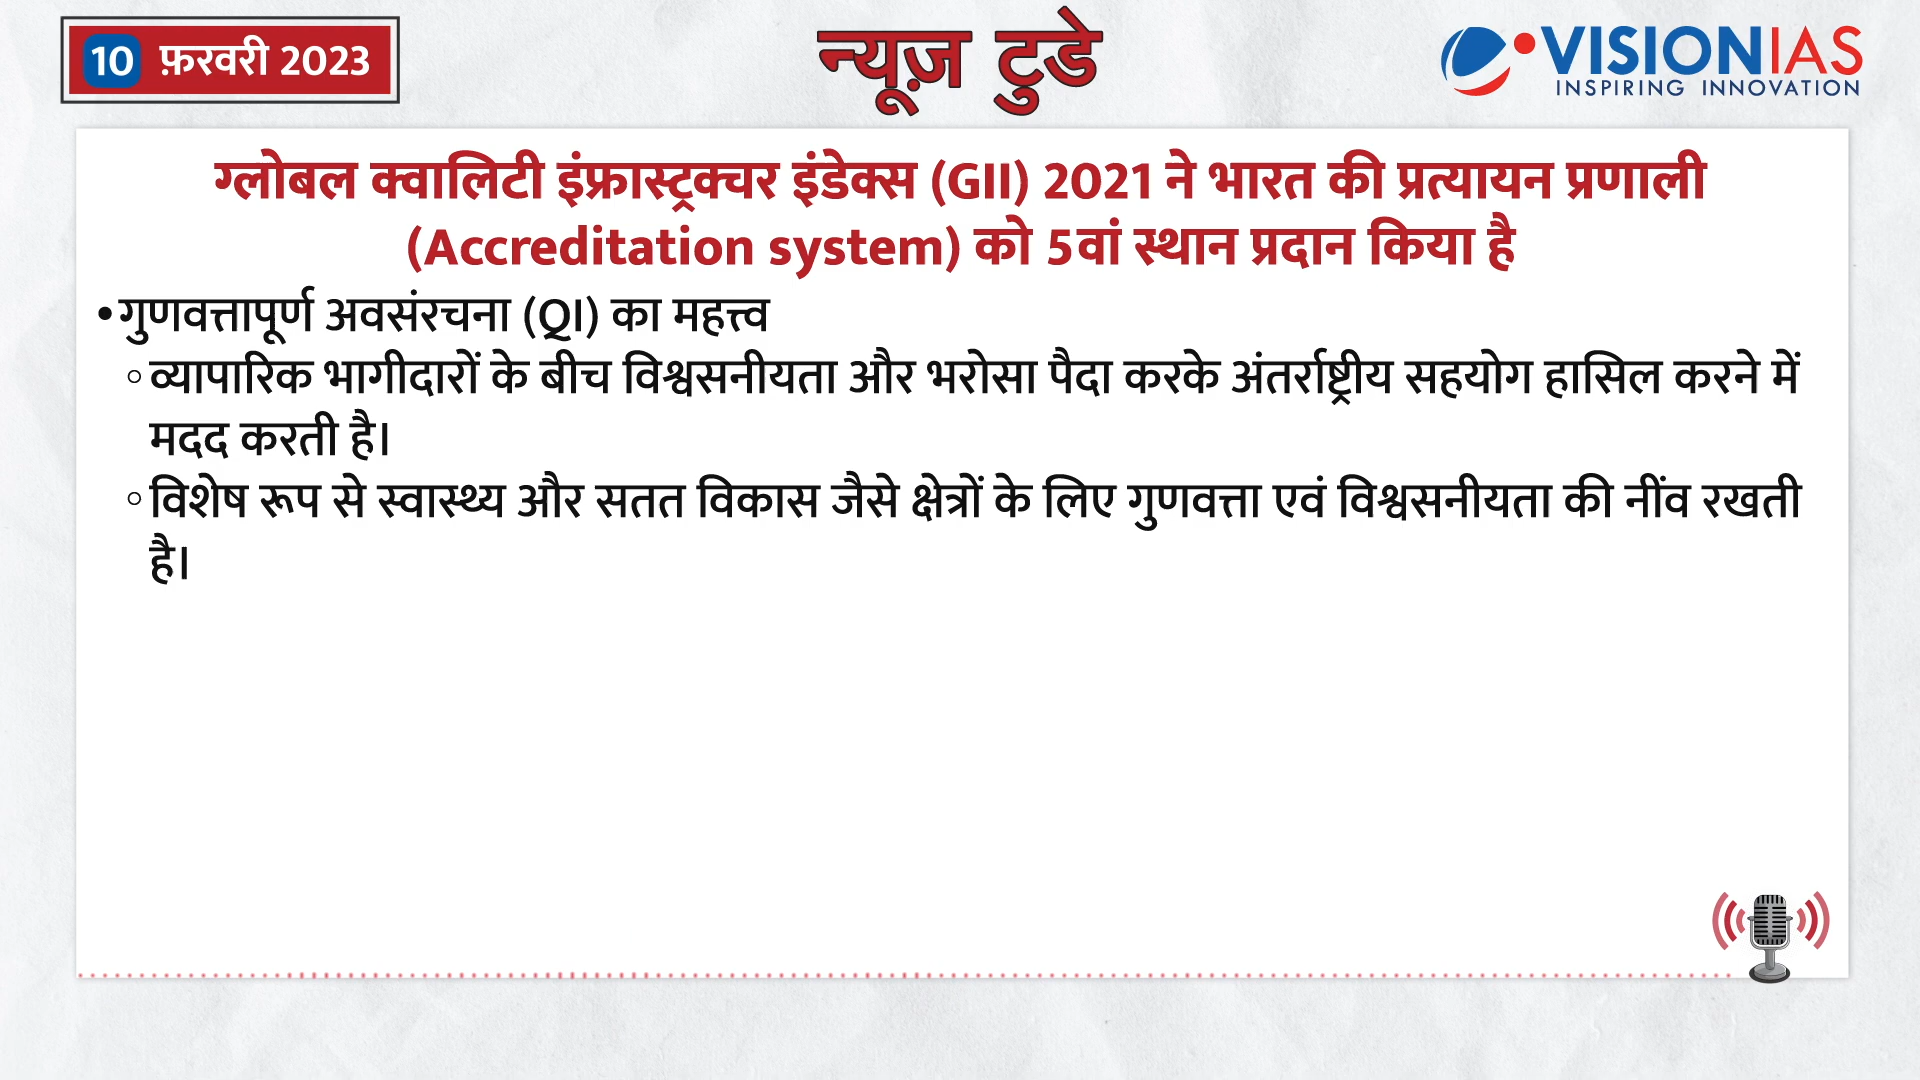 10 फ़रवरी 2023
न्यूज़ टुडे
VISIONIAS
INSPIRING INNOVATION
ग्लोबल क्वालिटी इंफ्रास्ट्रक्चर इंडेक्स (GII) 2021 ने भारत की प्रत्यायन प्रणाली
(Accreditation system) को 5वां स्थान प्रदान किया है
•गुणवत्तापूर्ण अवसंरचना (QI) का महत्त्व
◦व्यापारिक भागीदारों के बीच विश्वसनीयता और भरोसा पैदा करके अंतर्राष्ट्रीय सहयोग हासिल करने में
मदद करती है।
◦विशेष रूप से स्वास्थ्य और सतत विकास जैसे क्षेत्रों के लिए गुणवत्ता एवं विश्वसनीयता की नींव रखती
है।